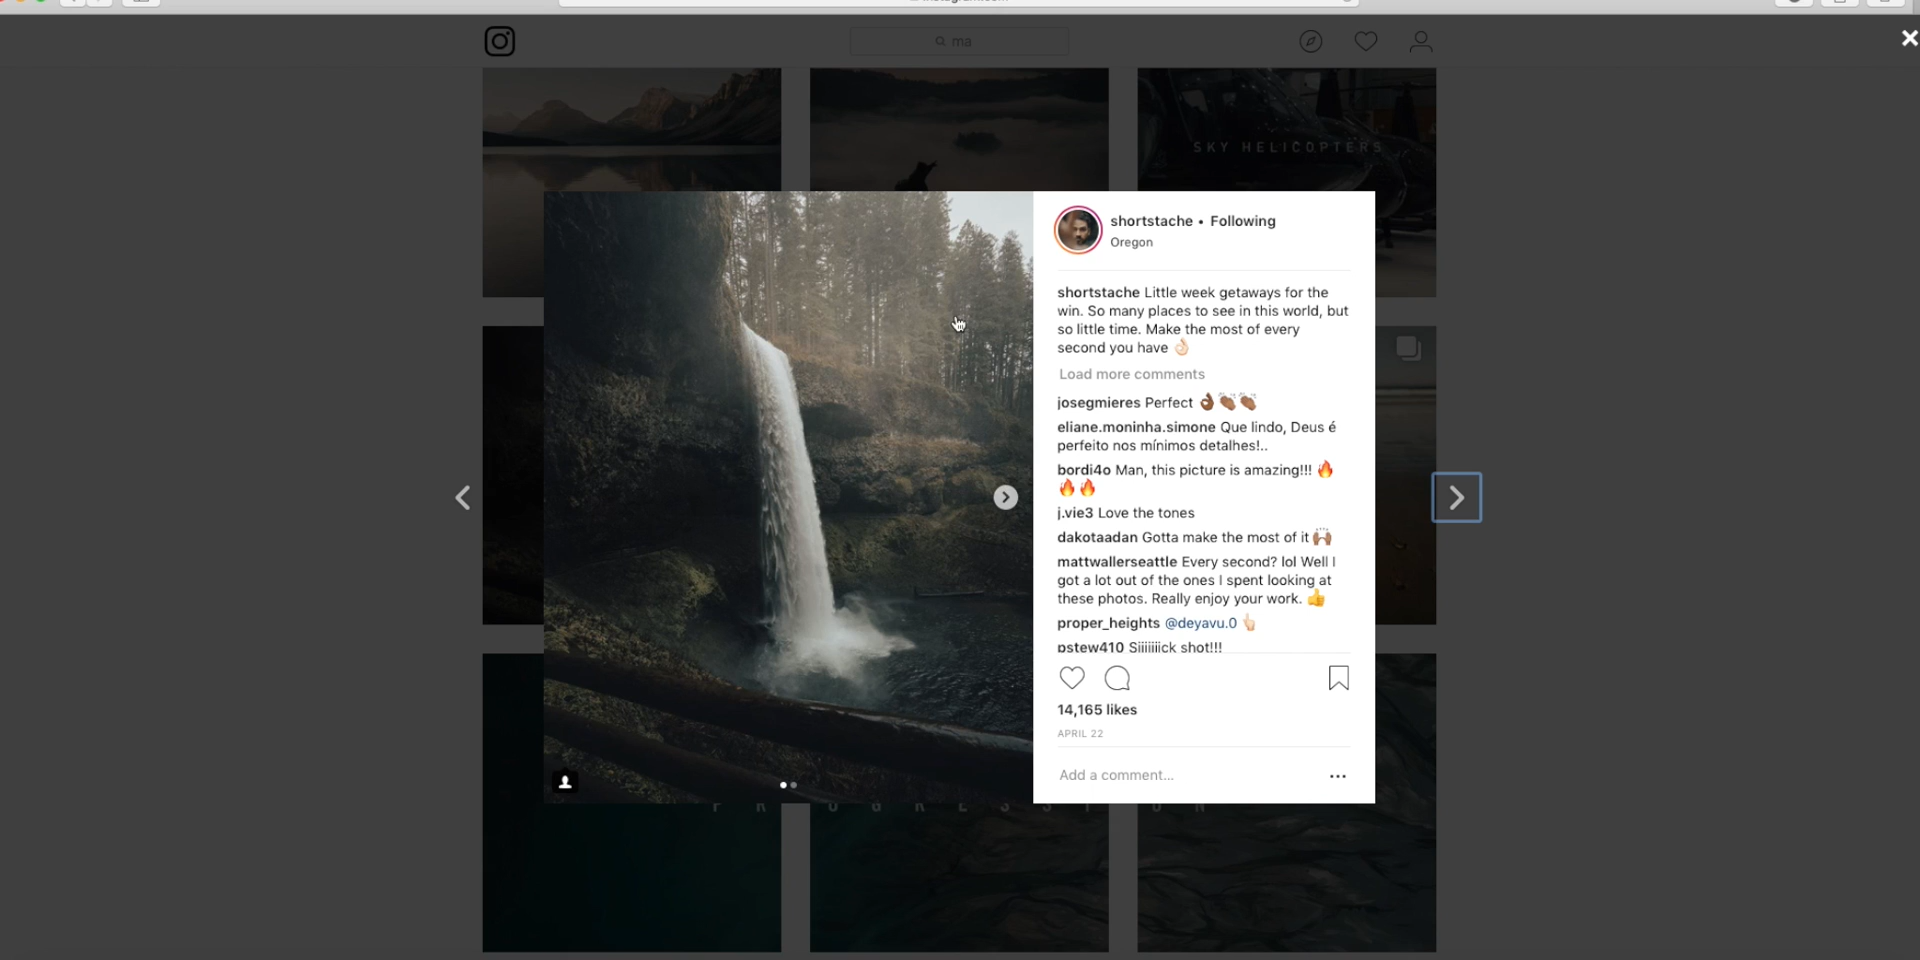 ma
SKY HELICOPTERS
shortstache • Following
Oregon
shortstache Little week getaways for the
win. So many places to see in this world, but
so little time. Make the most of every
second you have 👌🏻
Load more comments
josegmieres Perfect 👌🏾👏🏽👏🏽
eliane.moninha.simone Que lindo, Deus é
perfeito nos mínimos detalhes!..
bordi4o Man, this picture is amazing!!! 🔥
🔥🔥
j.vie3 Love the tones
dakotaadan Gotta make the most of it 🙌🏽
mattwallerseattle Every second? lol Well I
got a lot out of the ones I spent looking at
these photos. Really enjoy your work. 👍
proper_heights @deyavu.0 👆🏻
pstew410 Siiiiiiick shot!!!
14,165 likes
APRIL 22
Add a comment...
PROGRESSION